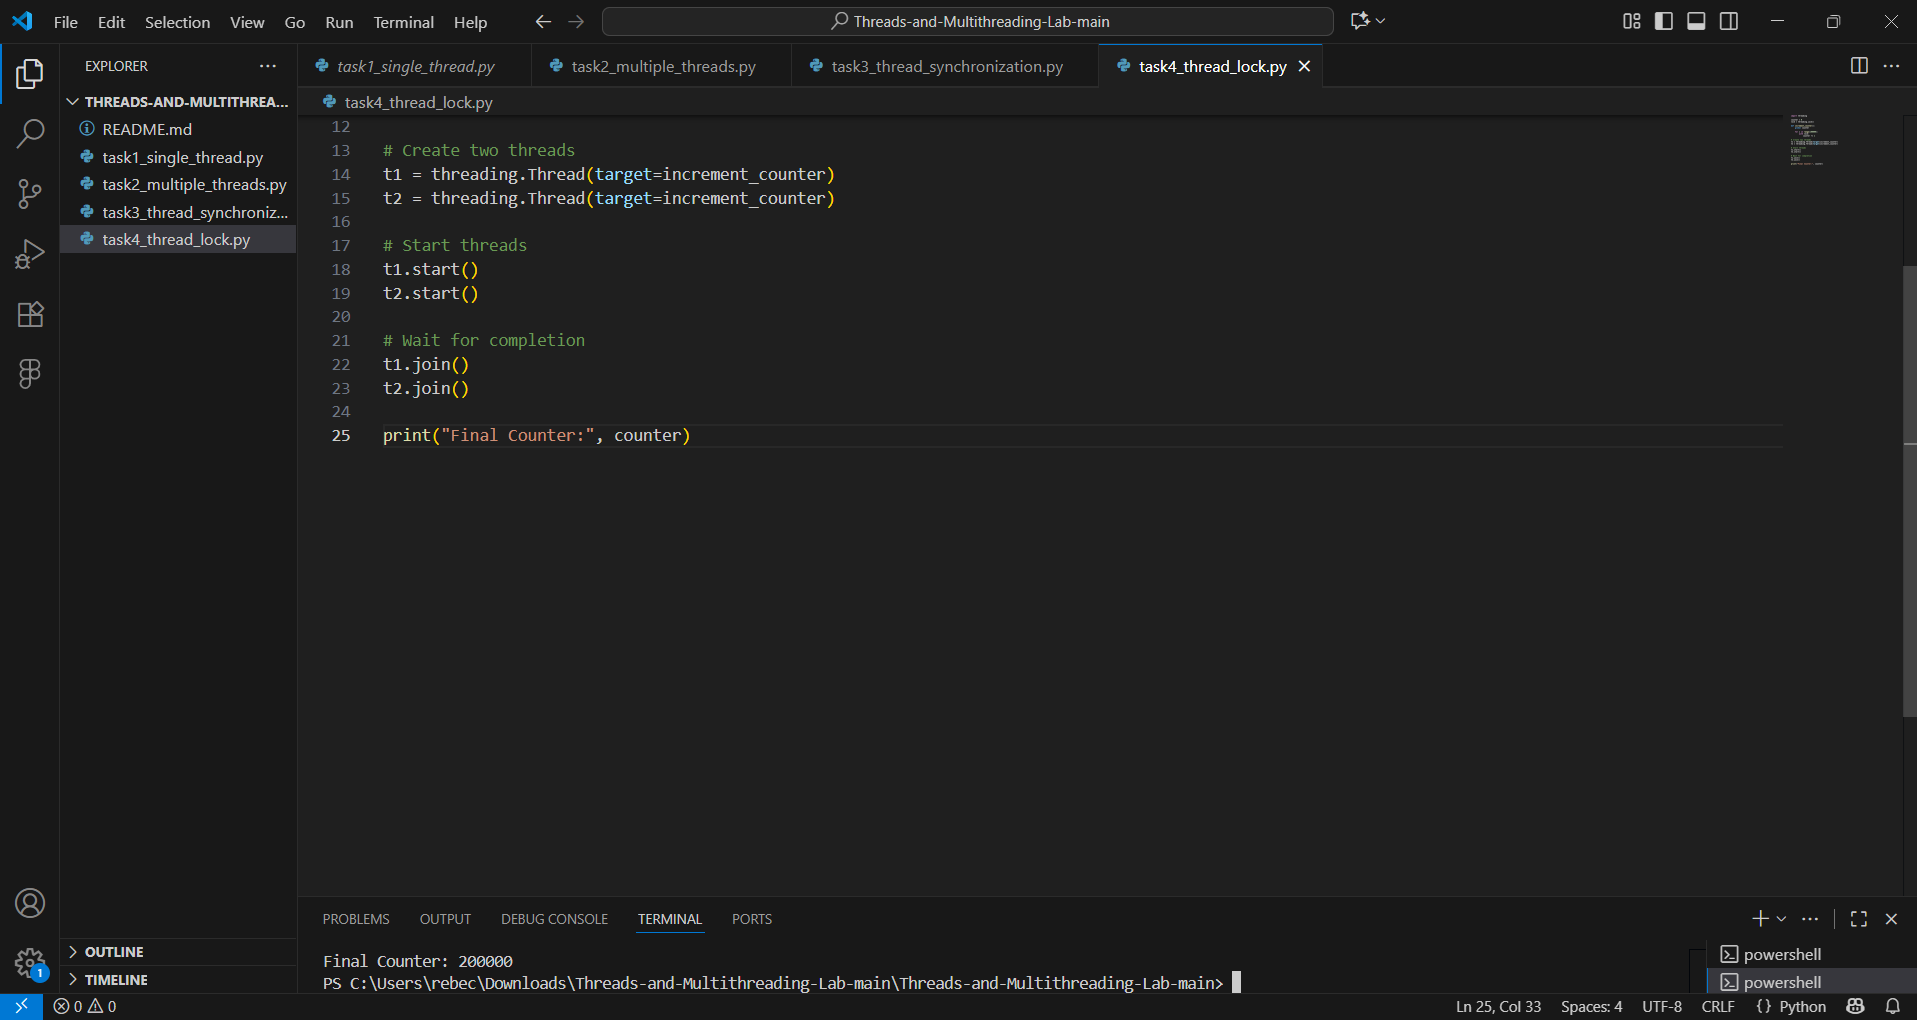 File Edit Selection View Go Run Terminal Help
Threads-and-Multithreading-Lab-main
EXPLORER
THREADS-AND-MULTITHREA...
README.md
task1_single_thread.py
task2_multiple_threads.py
task3_thread_synchroniz...
task4_thread_lock.py
OUTLINE
TIMELINE
task1_single_thread.py task2_multiple_threads.py task3_thread_synchronization.py task4_thread_lock.py
task4_thread_lock.py
12
13 # Create two threads
14 t1 = threading.Thread(target=increment_counter)
15 t2 = threading.Thread(target=increment_counter)
16
17 # Start threads
18 t1.start()
19 t2.start()
20
21 # Wait for completion
22 t1.join()
23 t2.join()
24
25 print("Final Counter:", counter)
PROBLEMS OUTPUT DEBUG CONSOLE TERMINAL PORTS
Final Counter: 200000
PS C:\Users\rebec\Downloads\Threads-and-Multithreading-Lab-main\Threads-and-Multithreading-Lab-main>
powershell
powershell
1
0 0
Ln 25, Col 33 Spaces: 4 UTF-8 CRLF {} Python